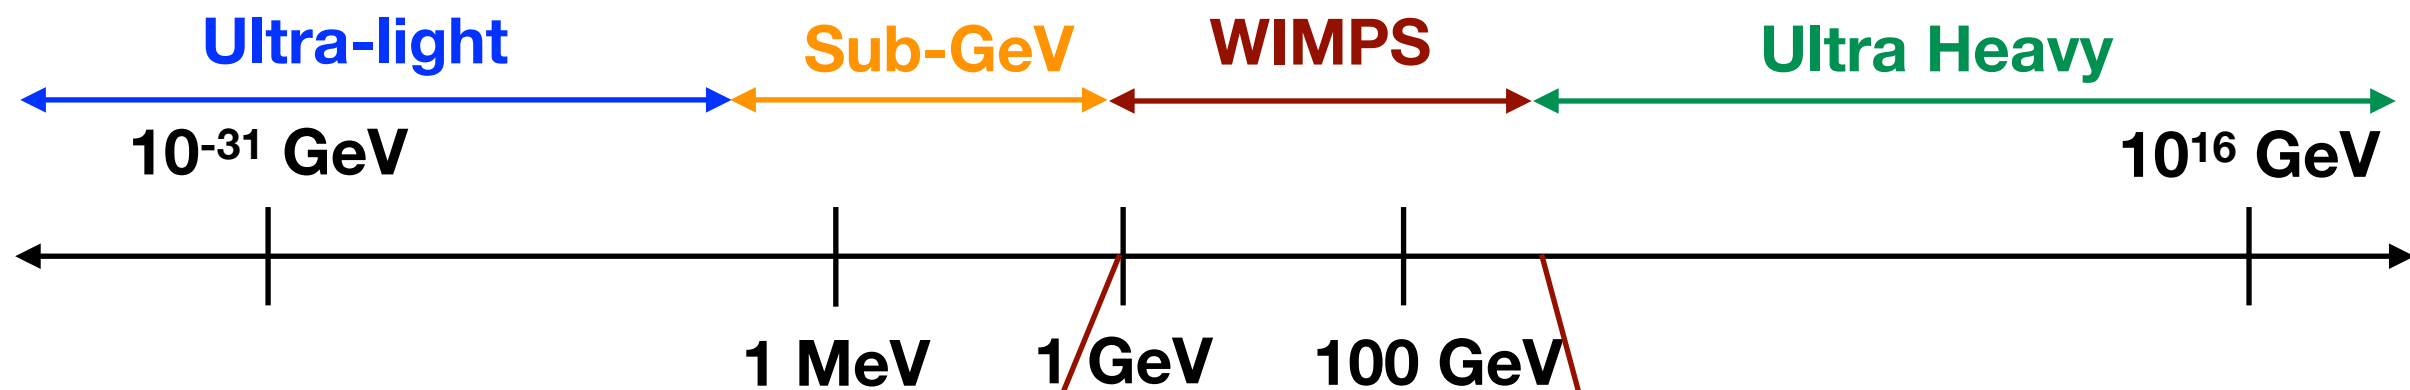 Ultra-light Sub-GeV WIMPS Ultra Heavy
10-31 GeV 1016 GeV
1 MeV 1 GeV 100 GeV